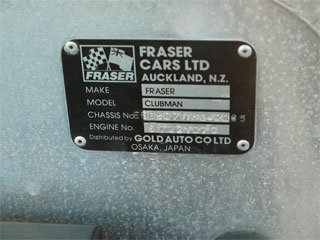 FRASER
FRASER
CARS LTD
AUCKLAND, N.Z.
MAKE FRASER
MODEL CLUBMAN
CHASSIS No.
ENGINE No.
Distributed by GOLD AUTO CO LTD
OSAKA, JAPAN